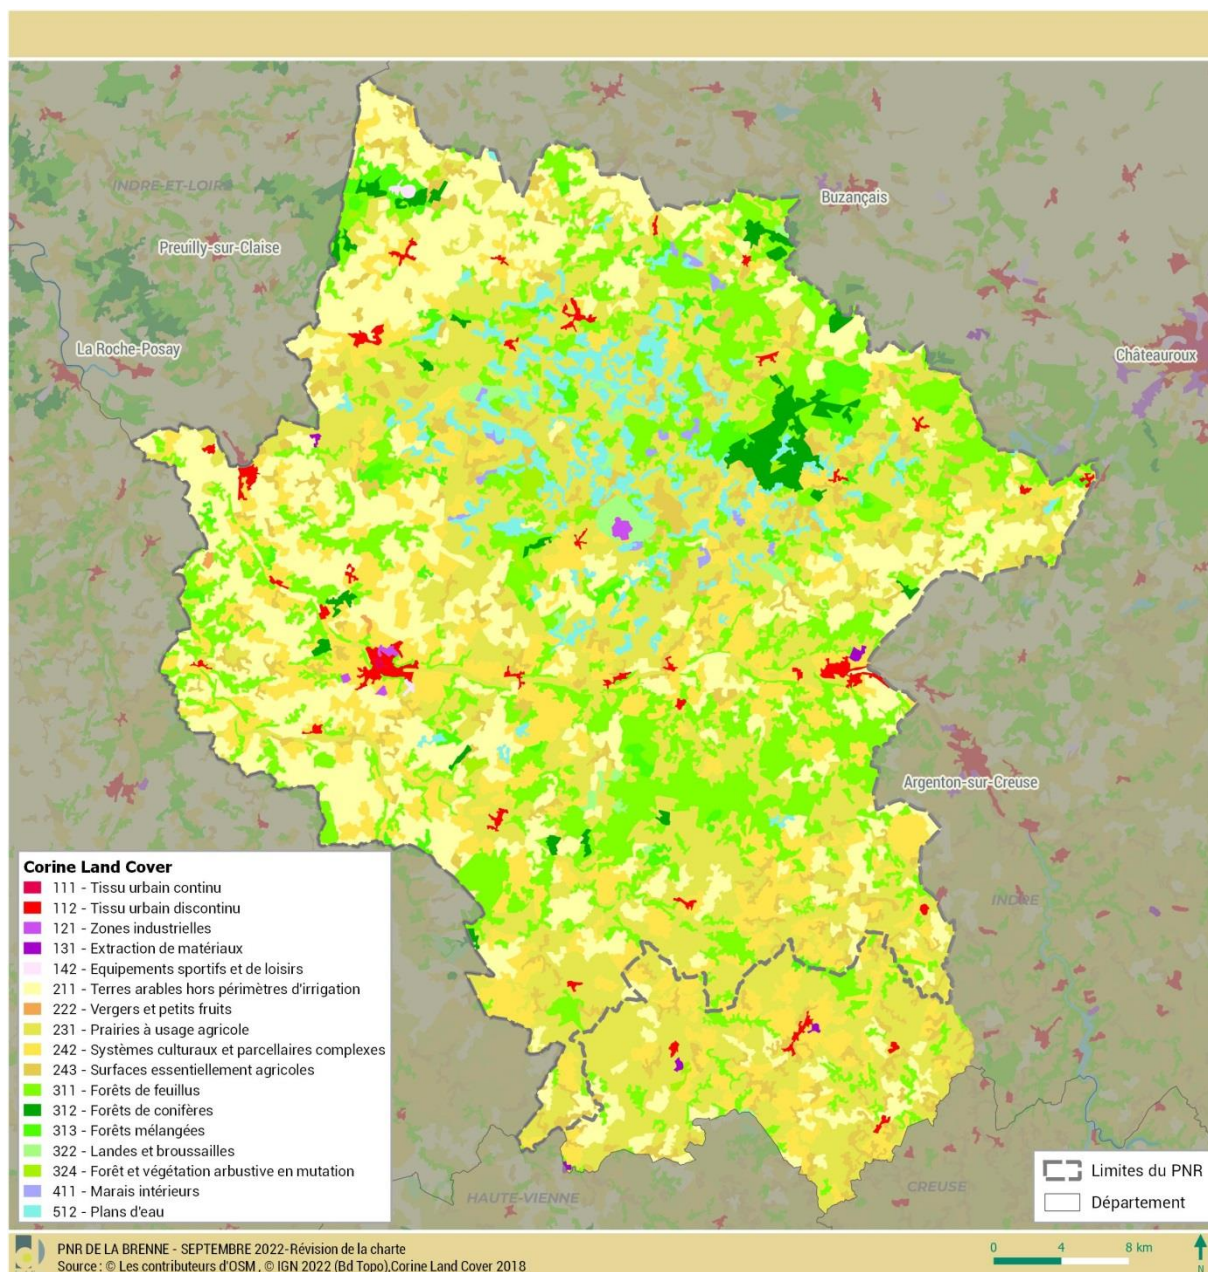 INDRE-ET-LOIRE
Buzançais
Preuilly-sur-Claise
La Roche-Posay
Châteauroux
Argenton-sur-Creuse
Corine Land Cover
111 - Tissu urbain continu
112 - Tissu urbain discontinu
121 - Zones industrielles
131 - Extraction de matériaux
142 - Equipements sportifs et de loisirs
211 - Terres arables hors périmètres d'irrigation
222 - Vergers et petits fruits
231 - Prairies à usage agricole
242 - Systèmes culturaux et parcellaires complexes
243 - Surfaces essentiellement agricoles
311 - Forêts de feuillus
312 - Forêts de conifères
313 - Forêts mélangées
322 - Landes et broussailles
324 - Forêt et végétation arbustive en mutation
411 - Marais intérieurs
512 - Plans d'eau
INDRE
HAUTE-VIENNE
CREUSE
Limites du PNR
Département
PNR DE LA BRENNE - SEPTEMBRE 2022-Révision de la charte
Source : © Les contributeurs d'OSM , © IGN 2022 (Bd Topo),Corine Land Cover 2018
0 4 8 km
N